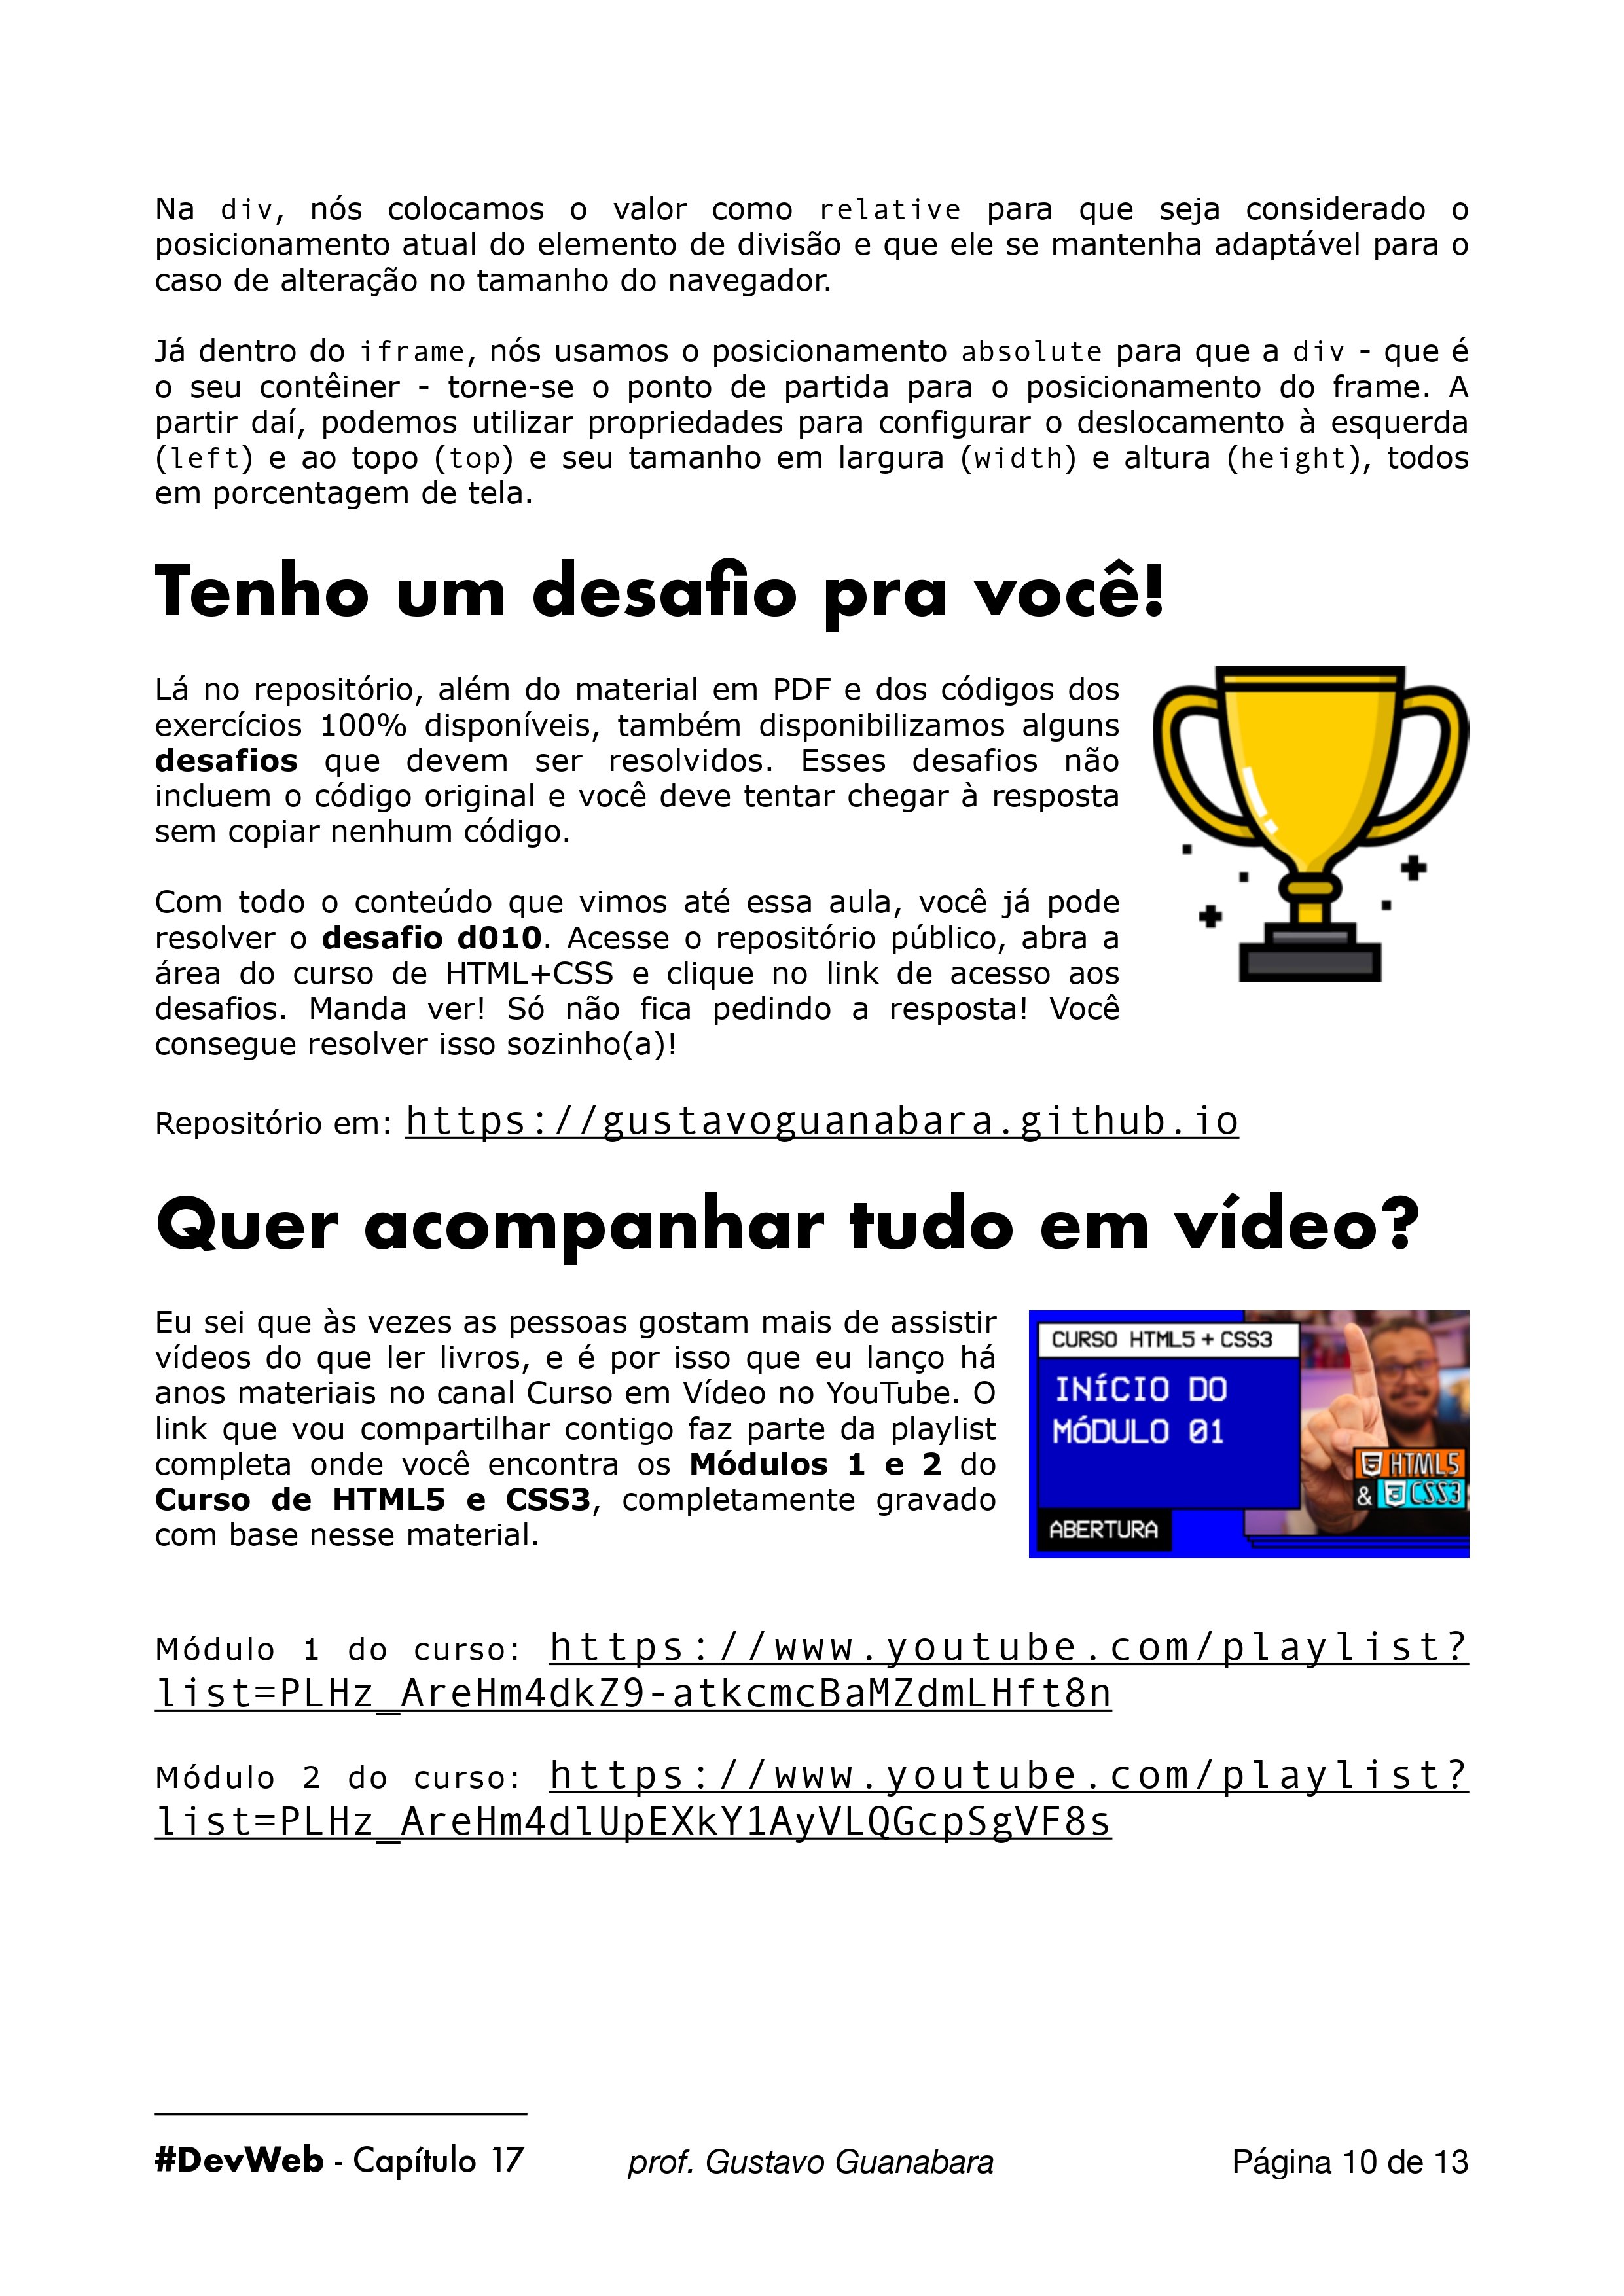 Na div, nós colocamos o valor como relative para que seja considerado o
posicionamento atual do elemento de divisão e que ele se mantenha adaptável para o
caso de alteração no tamanho do navegador.
Já dentro do iframe, nós usamos o posicionamento absolute para que a div - que é
o seu contêiner - torne-se o ponto de partida para o posicionamento do frame. A
partir daí, podemos utilizar propriedades para configurar o deslocamento à esquerda
(left) e ao topo (top) e seu tamanho em largura (width) e altura (height), todos
em porcentagem de tela.
Tenho um desafio pra você!
Lá no repositório, além do material em PDF e dos códigos dos
exercícios 100% disponíveis, também disponibilizamos alguns
desafios que devem ser resolvidos. Esses desafios não
incluem o código original e você deve tentar chegar à resposta
sem copiar nenhum código.
Com todo o conteúdo que vimos até essa aula, você já pode
resolver o desafio d010. Acesse o repositório público, abra a
área do curso de HTML+CSS e clique no link de acesso aos
desafios. Manda ver! Só não fica pedindo a resposta! Você
consegue resolver isso sozinho(a)!
Repositório em: https://gustavoguanabara.github.io
Quer acompanhar tudo em vídeo?
Eu sei que às vezes as pessoas gostam mais de assistir
vídeos do que ler livros, e é por isso que eu lanço há
anos materiais no canal Curso em Vídeo no YouTube. O
link que vou compartilhar contigo faz parte da playlist
completa onde você encontra os Módulos 1 e 2 do
Curso de HTML5 e CSS3, completamente gravado
com base nesse material.
CURSO HTML5 + CSS3
INÍCIO DO
MÓDULO 01
HTML5
& CSS3
ABERTURA
Módulo 1 do curso: https://www.youtube.com/playlist?
list=PLHz_AreHm4dkZ9-atkcmcBaMZdmLHft8n
Módulo 2 do curso: https://www.youtube.com/playlist?
list=PLHz_AreHm4dlUpEXkY1AyVLQGcpSgVF8s
#DevWeb - Capítulo 17 prof. Gustavo Guanabara Página 10 de 13